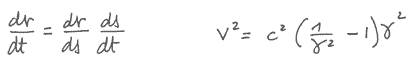 dr/dt = dr/ds ds/dt    v² = c² (1/γ² - 1) γ²